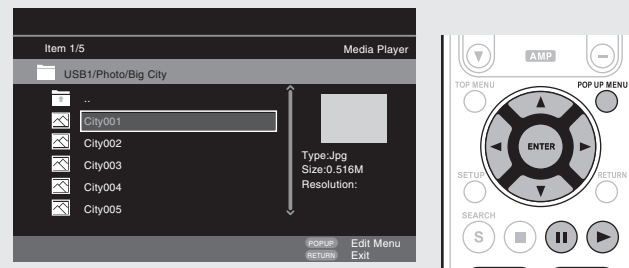 Item 1/5
Media Player
USB1/Photo/Big City
..
City001
City002
City003
City004
City005
Type:Jpg
Size:0.516M
Resolution:
POPUP Edit Menu
RETURN Exit
AMP
TOP MENU
POP UP MENU
ENTER
SETUP
RETURN
SEARCH
S